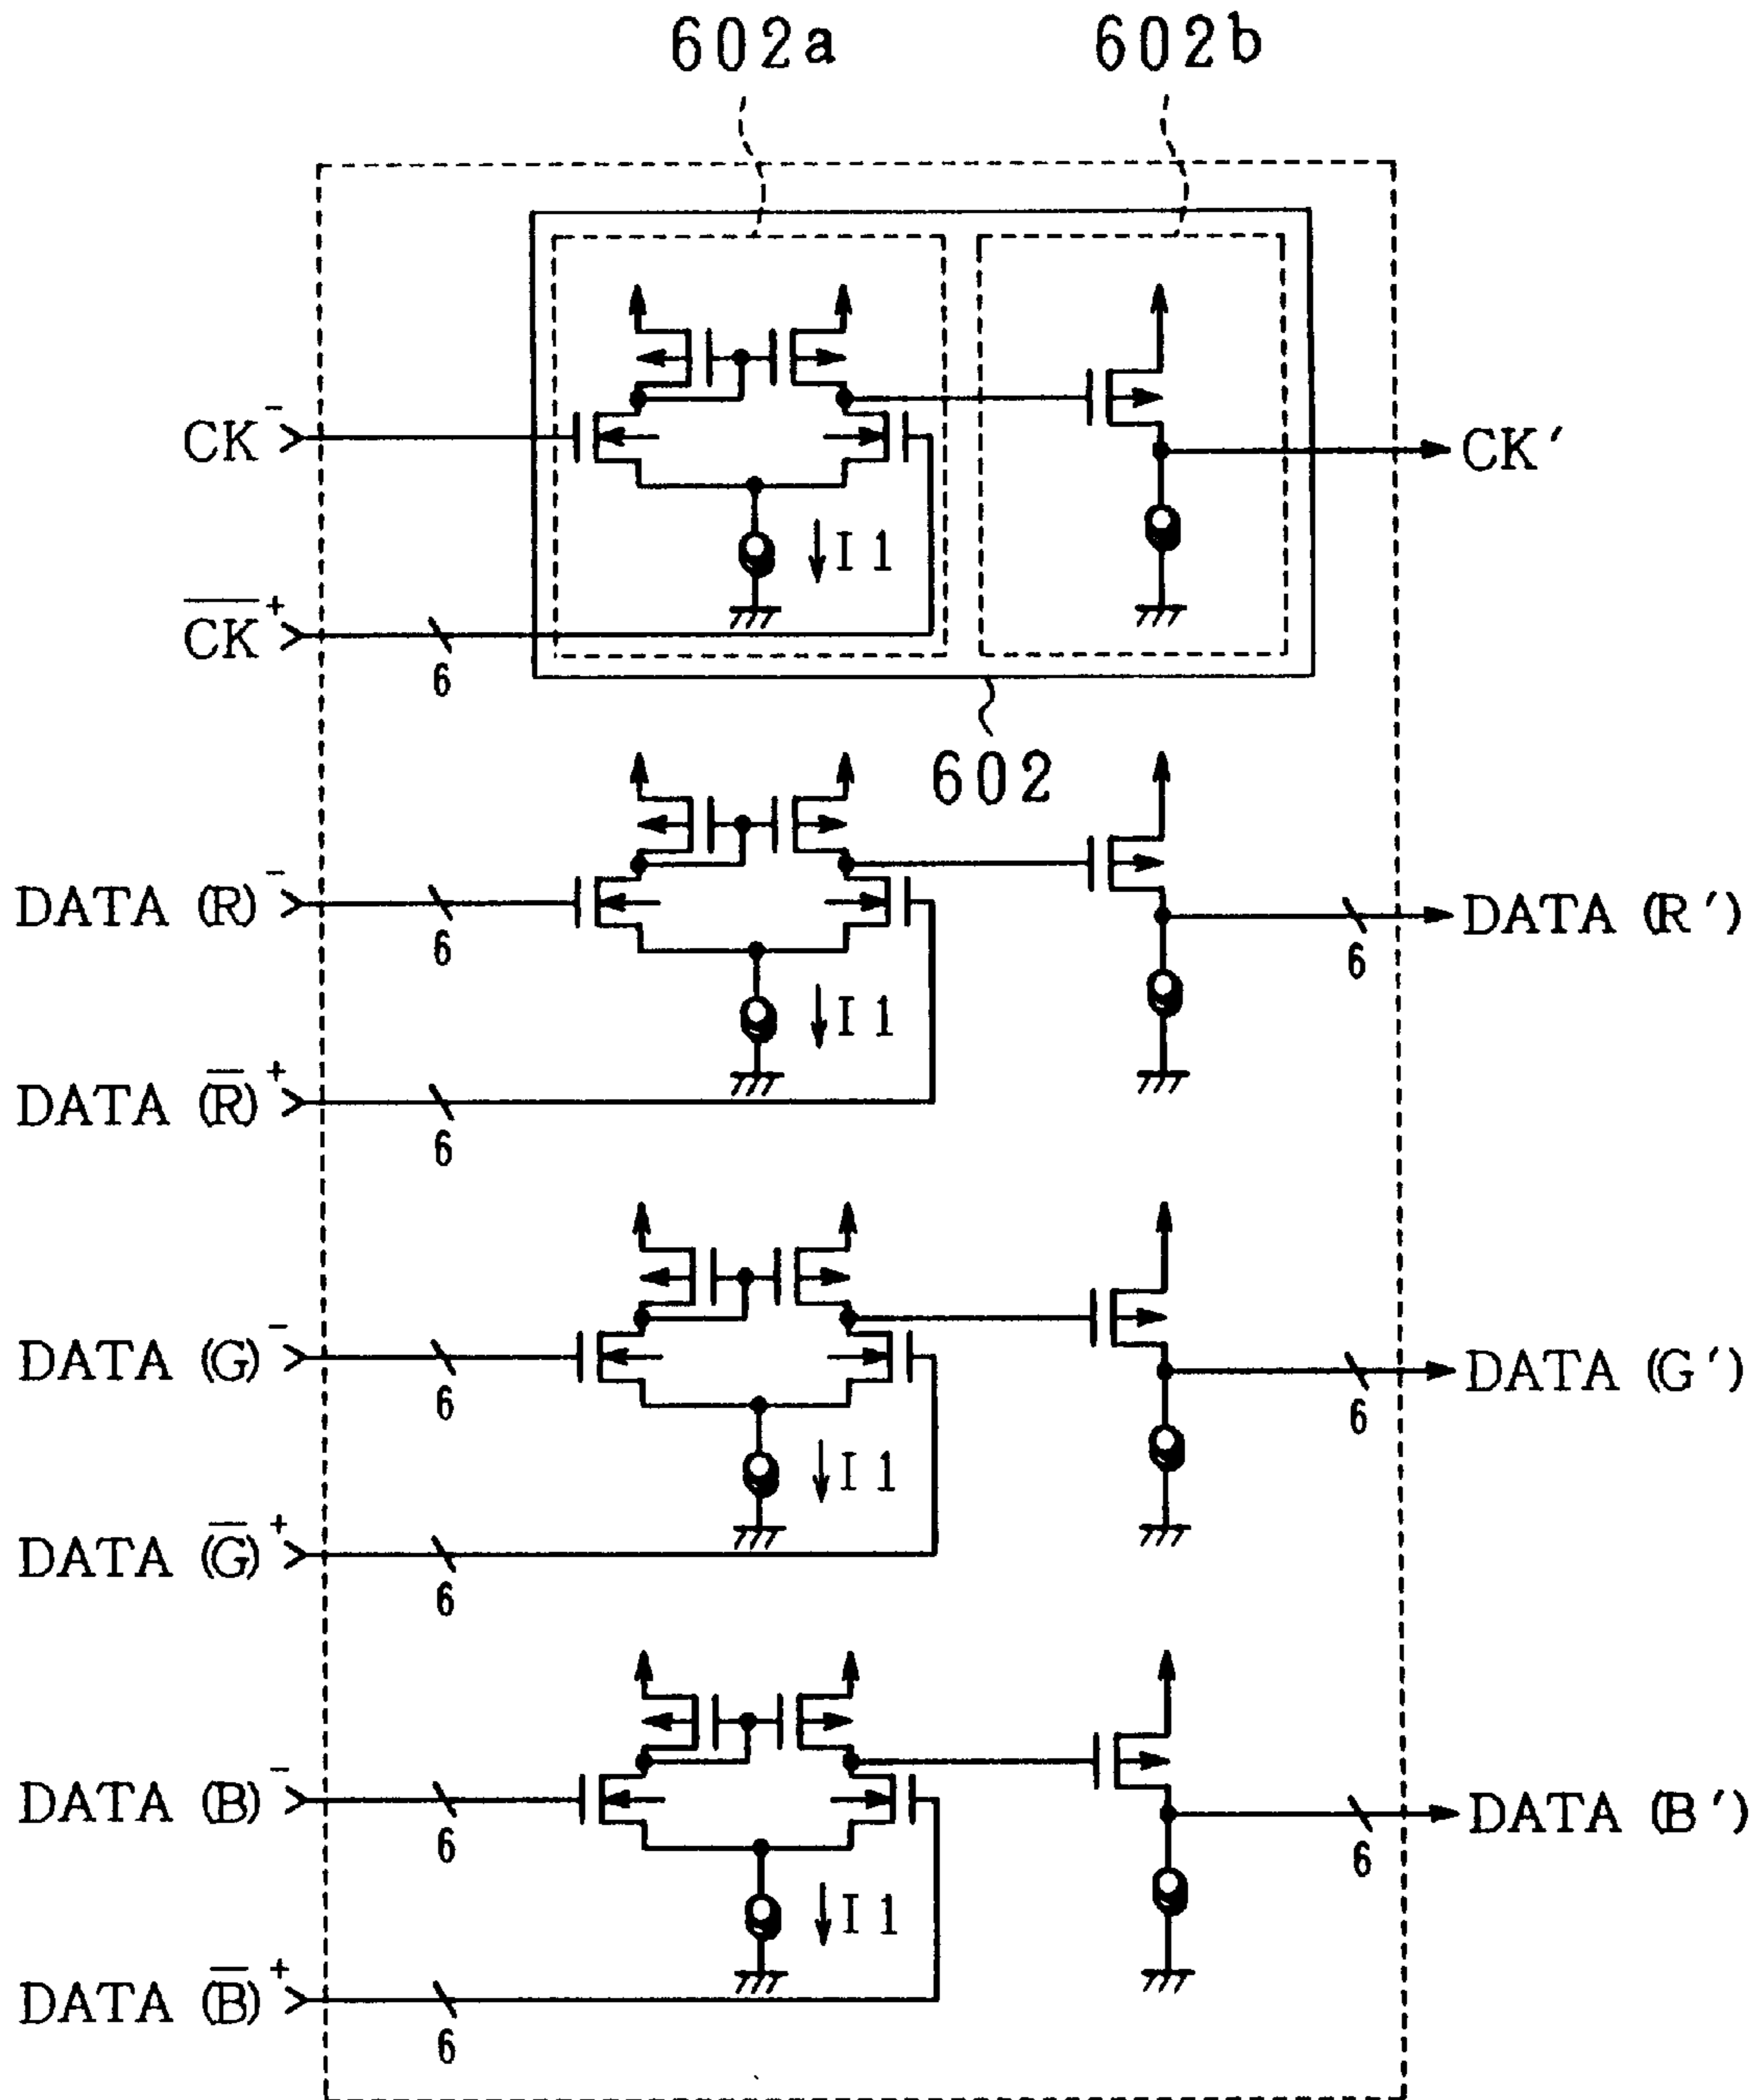 602a 602b
CK⁻
CK'
I1
C̅K̅⁺
6
602
DATA (R)⁻
6
DATA (R')
6
I1
DATA (R̅)⁺
6
DATA (G)⁻
6
DATA (G')
6
I1
DATA (G̅)⁺
6
DATA (B)⁻
6
DATA (B')
6
I1
DATA (B̅)⁺
6